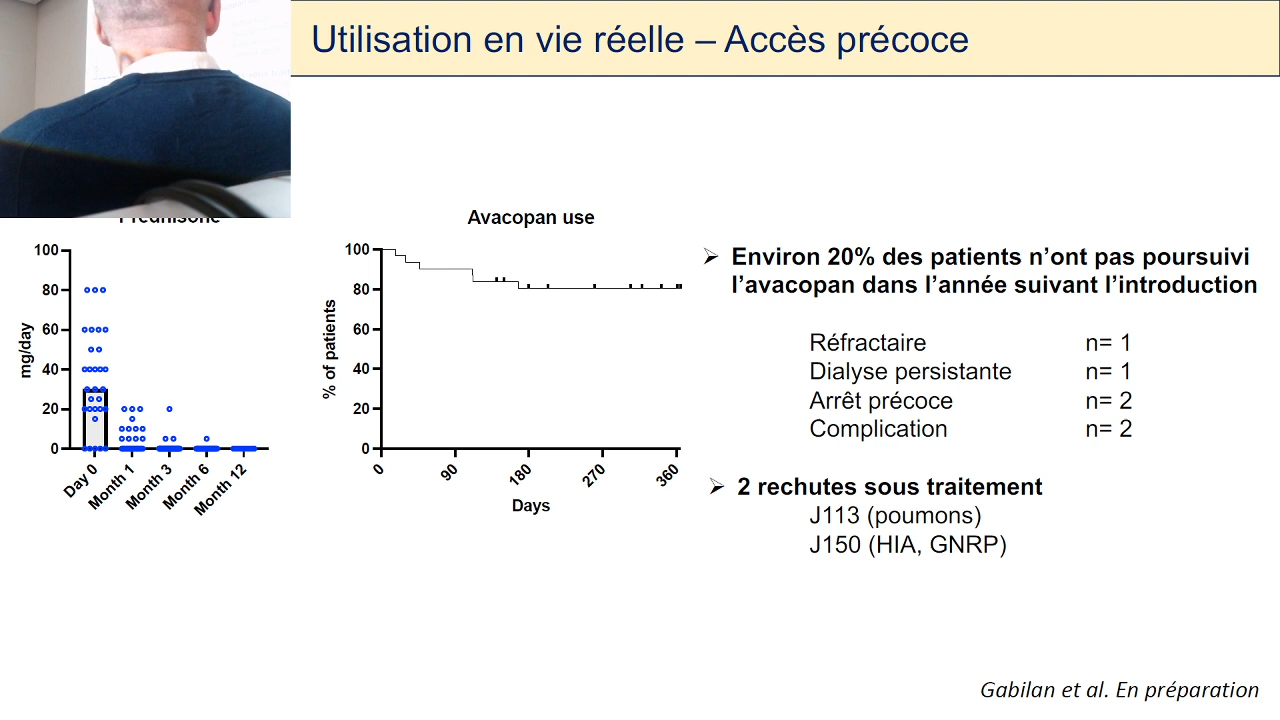 Utilisation en vie réelle – Accès précoce
Prednisone
mg/day
100
80
60
40
20
0
Day 0
Month 1
Month 3
Month 6
Month 12
Avacopan use
% of patients
100
80
60
40
20
0
0
90
180
270
360
Days
➢ Environ 20% des patients n’ont pas poursuivi
l’avacopan dans l’année suivant l’introduction
Réfractaire n= 1
Dialyse persistante n= 1
Arrêt précoce n= 2
Complication n= 2
➢ 2 rechutes sous traitement
J113 (poumons)
J150 (HIA, GNRP)
Gabilan et al. En préparation